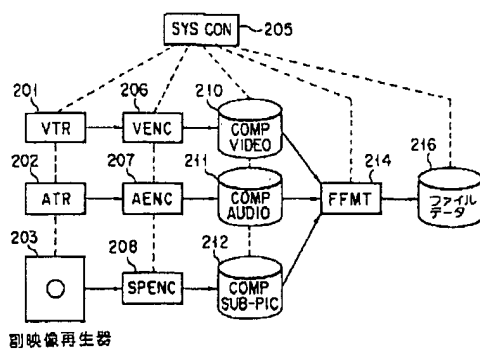 SYS CON 205
201 206 210
VTR VENC COMP VIDEO
202 207 211 214 216
ATR AENC COMP AUDIO FFMT ファイルデータ
203 208 212
SPENC COMP SUB-PIC
副映像再生器